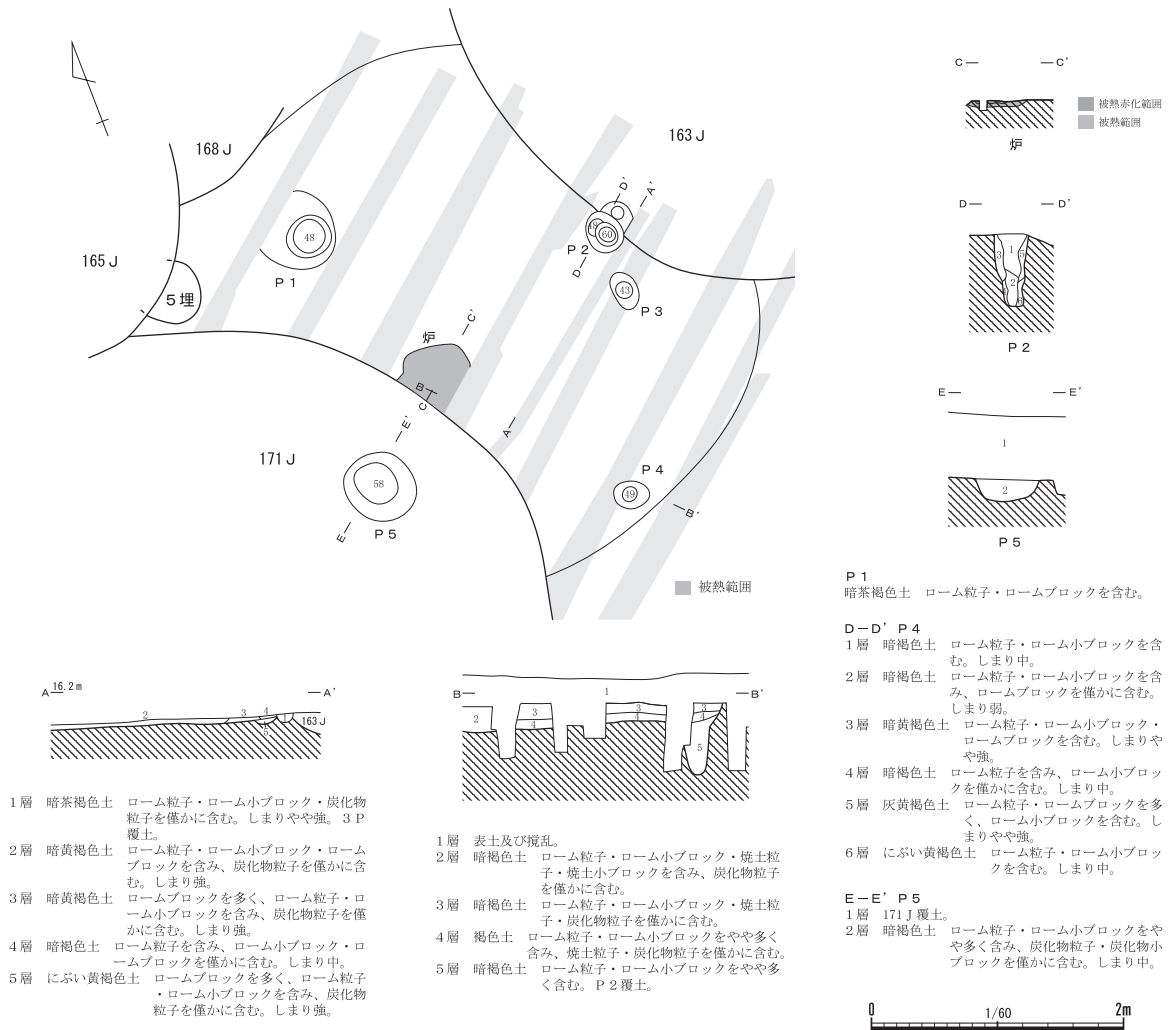 163J
168J
165J
5埋
48
P1
D'
A'
48
60
P2
D
43
P3
炉
C'
B
C
E'
A
171J
58
P5
E
P4
49
B'
被熱範囲
C
C'
被熱赤化範囲
被熱範囲
炉
D
D'
1
3
5
2
6
P2
E
E'
1
2
P5
A 16.2m
A'
2
3
4
1
5
163J
1層 暗茶褐色土 ローム粒子・ローム小ブロック・炭化物
粒子を僅かに含む。しまりやや強。3P
覆土。
2層 暗黄褐色土 ローム粒子・ローム小ブロック・ローム
ブロックを含み、炭化物粒子を僅かに含
む。しまり強。
3層 暗黄褐色土 ロームブロックを多く、ローム粒子・ロ
ーム小ブロックを含み、炭化物粒子を僅
かに含む。しまり強。
4層 暗褐色土 ローム粒子を含み、ローム小ブロック・ロ
ームブロックを僅かに含む。しまり中。
5層 にぶい黄褐色土 ロームブロックを多く、ローム粒子
・ローム小ブロックを含み、炭化物
粒子を僅かに含む。しまり強。
B
B'
1
2
3
4
3
4
3
4
5
1層 表土及び撹乱。
2層 暗褐色土 ローム粒子・ローム小ブロック・焼土粒
子・焼土小ブロックを含み、炭化物粒子
を僅かに含む。
3層 暗褐色土 ローム粒子・ローム小ブロック・焼土粒
子・炭化物粒子を僅かに含む。
4層 褐色土 ローム粒子・ローム小ブロックをやや多く
含み、焼土粒子・炭化物粒子を僅かに含む。
5層 暗褐色土 ローム粒子・ローム小ブロックをやや多
く含む。P2覆土。
P1
暗茶褐色土 ローム粒子・ロームブロックを含む。
D－D' P4
1層 暗褐色土 ローム粒子・ローム小ブロックを含
む。しまり中。
2層 暗褐色土 ローム粒子・ローム小ブロックを含
み、ロームブロックを僅かに含む。
しまり弱。
3層 暗黄褐色土 ローム粒子・ローム小ブロック・
ロームブロックを含む。しまりや
や強。
4層 暗褐色土 ローム粒子を含み、ローム小ブロッ
クを僅かに含む。しまり中。
5層 灰黄褐色土 ローム粒子・ロームブロックを多
く、ローム小ブロックを含む。し
まりやや強。
6層 にぶい黄褐色土 ローム粒子・ローム小ブロッ
クを含む。しまり中。
E－E' P5
1層 171J覆土。
2層 暗褐色土 ローム粒子・ローム小ブロックをや
や多く含み、炭化物粒子・炭化物小
ブロックを僅かに含む。しまり中。
0 1/60 2m